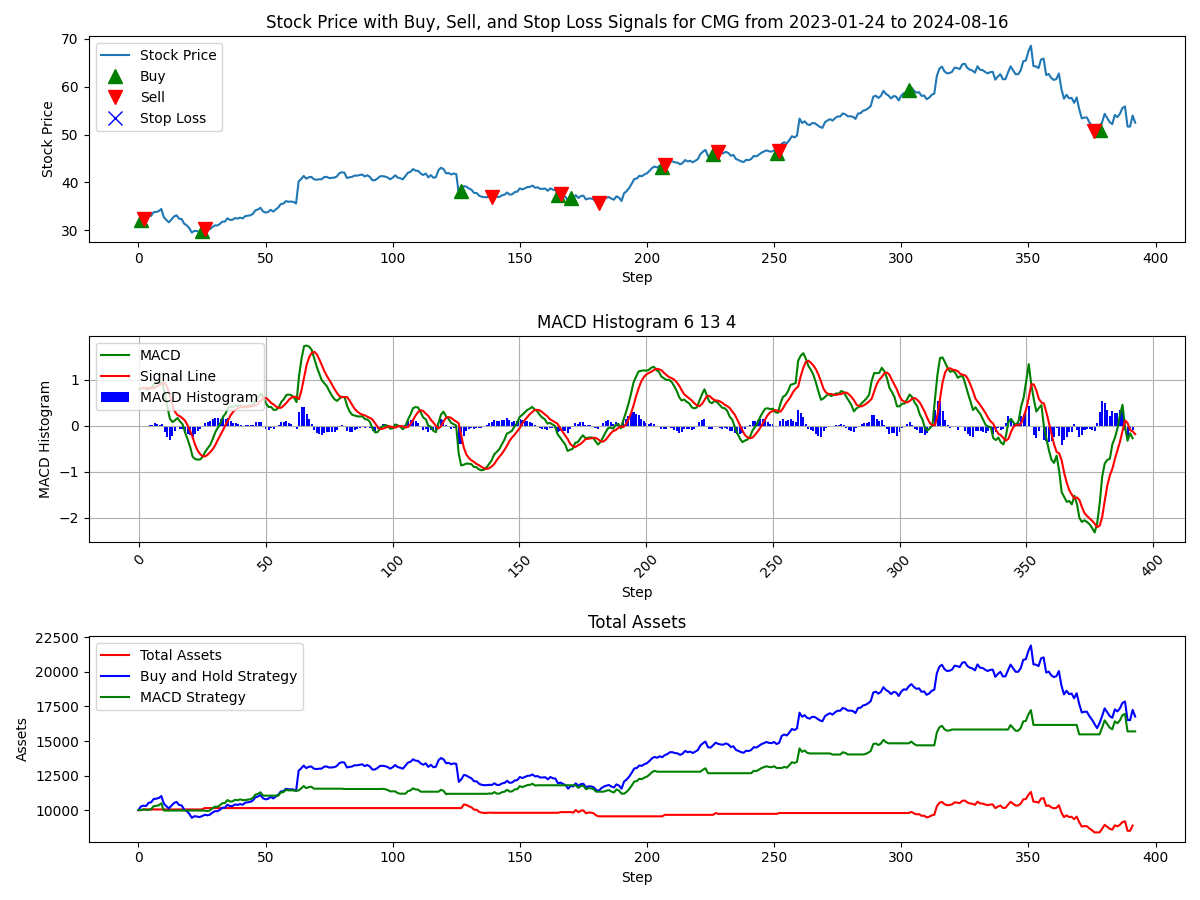 Stock Price with Buy, Sell, and Stop Loss Signals for CMG from 2023-01-24 to 2024-08-16
70
60
50
40
30
Stock Price
Stock Price
Buy
Sell
Stop Loss
0 50 100 150 200 250 300 350 400
Step
MACD Histogram 6 13 4
1
0
−1
−2
MACD Histogram
MACD
Signal Line
MACD Histogram
0 50 100 150 200 250 300 350 400
Step
Total Assets
22500
20000
17500
15000
12500
10000
Assets
Total Assets
Buy and Hold Strategy
MACD Strategy
0 50 100 150 200 250 300 350 400
Step